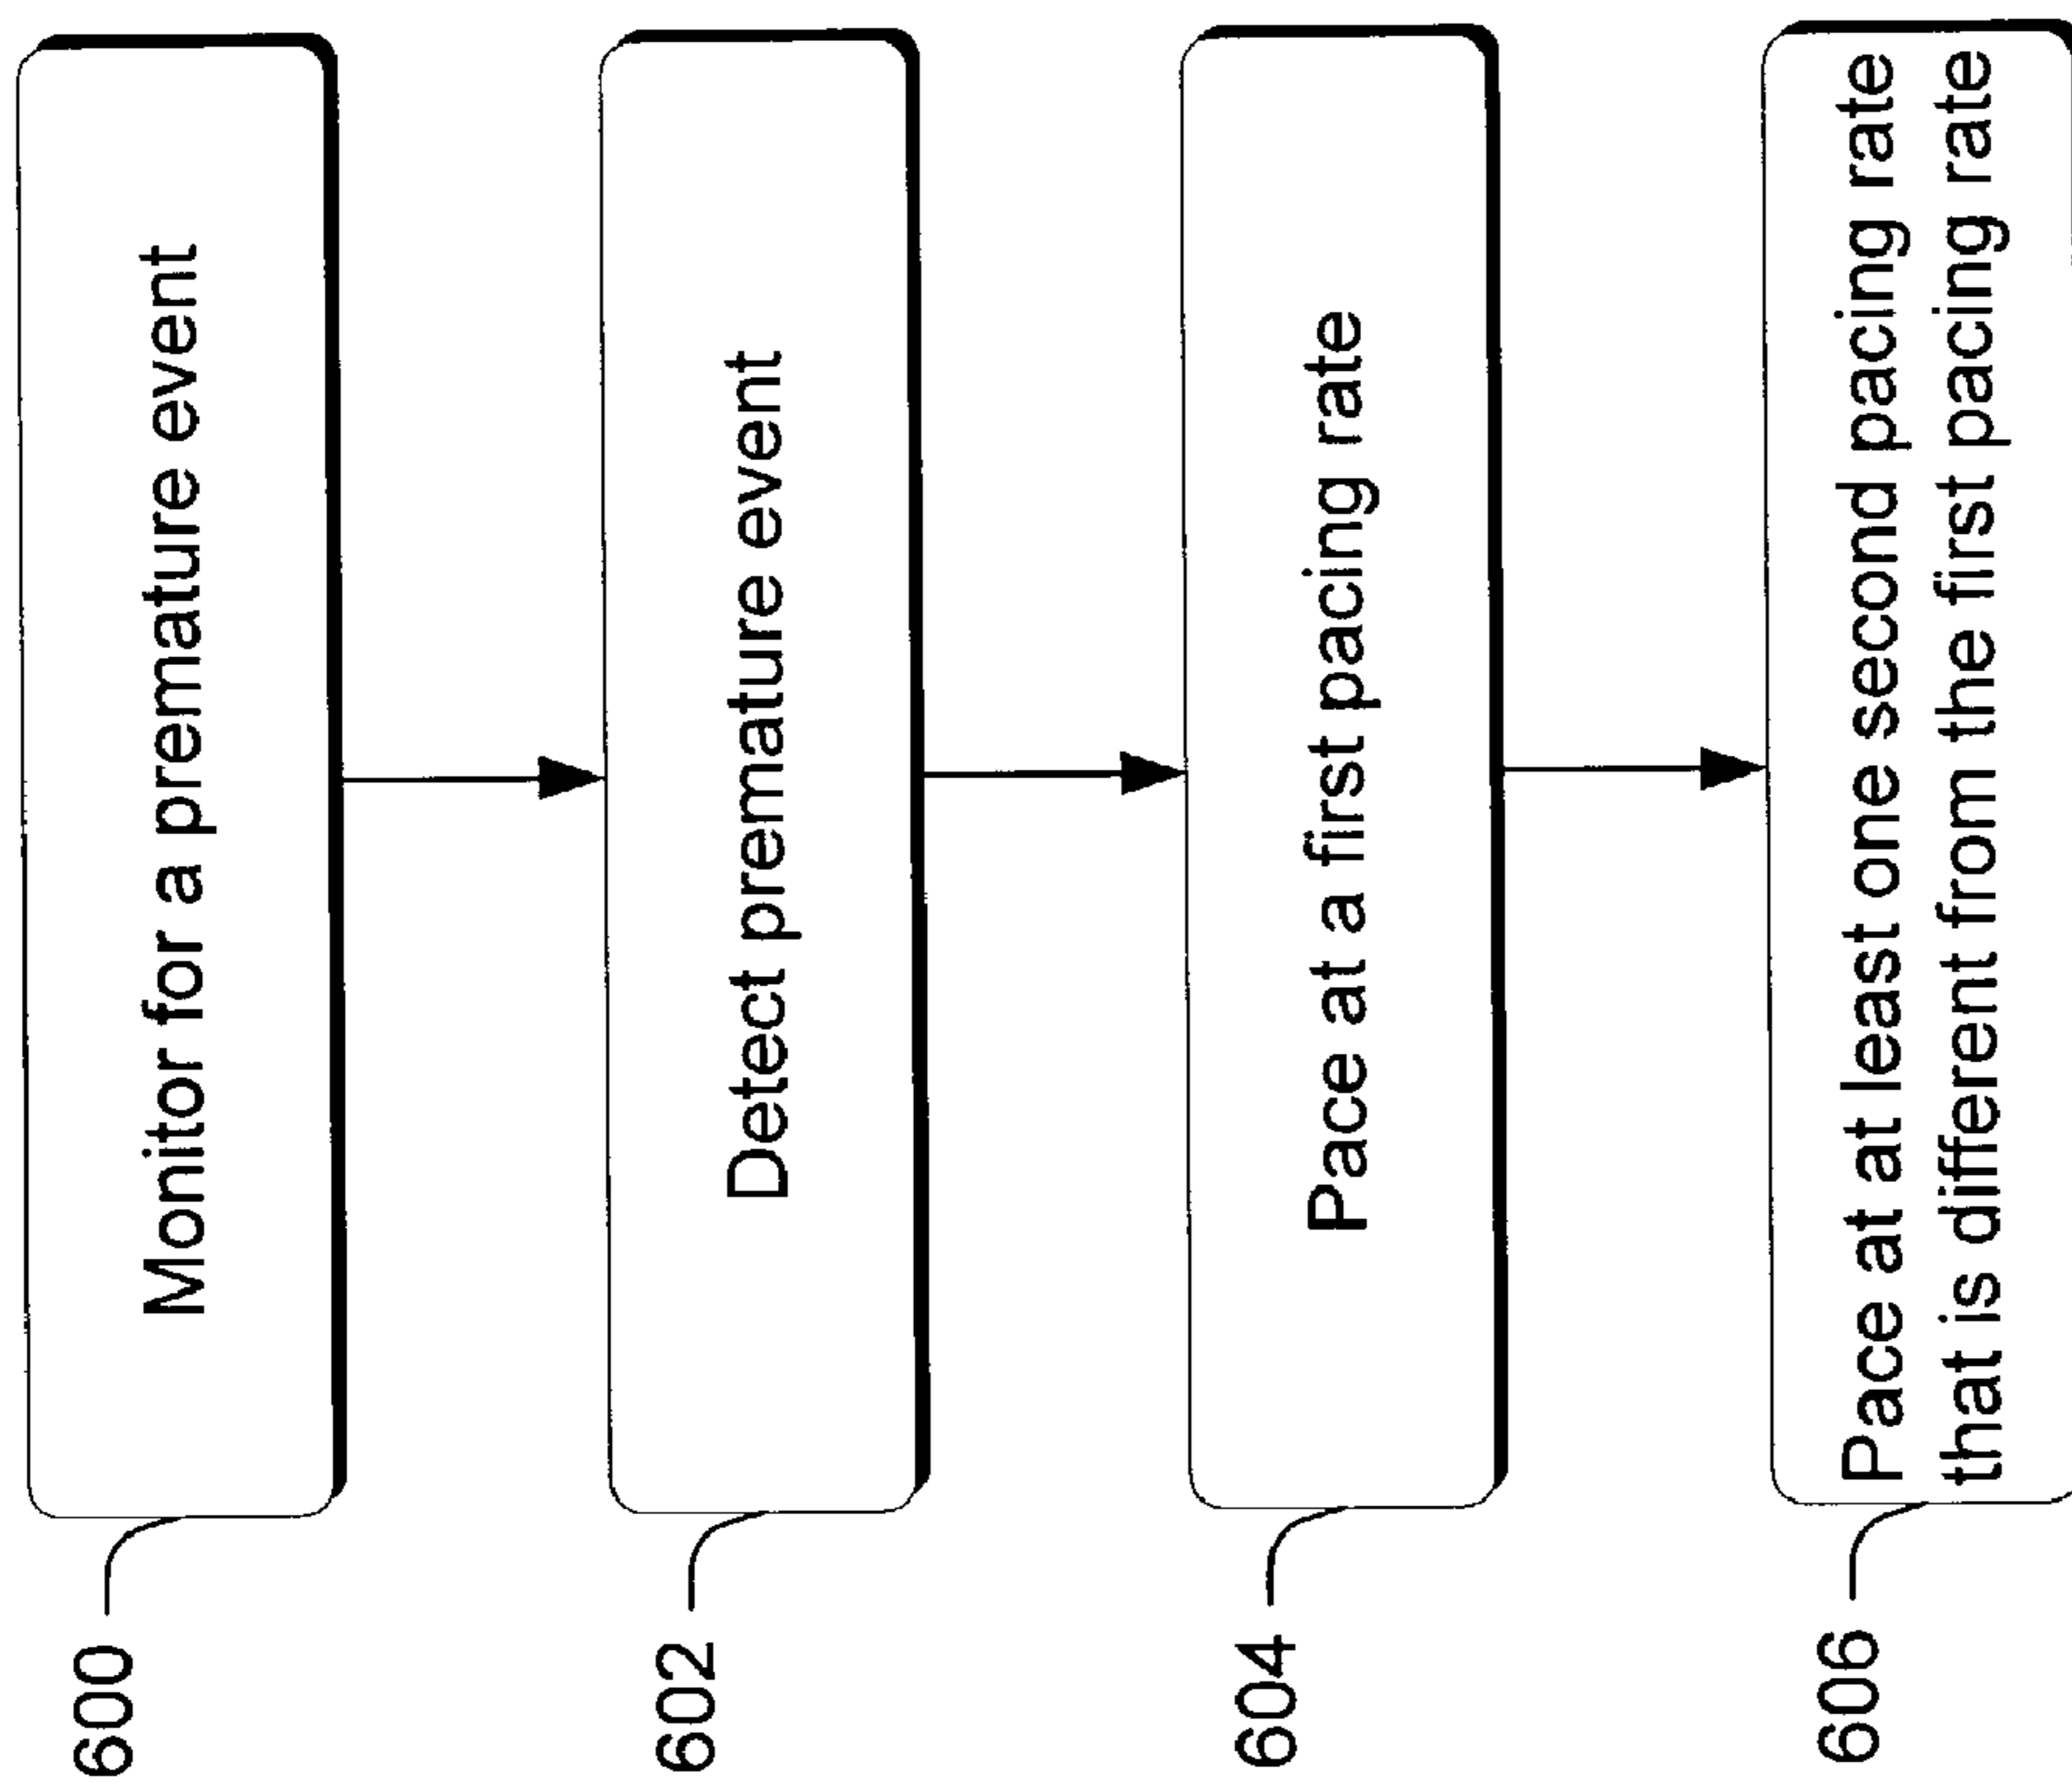 600
Monitor for a premature event
602
Detect premature event
604
Pace at a first pacing rate
606
Pace at at least one second pacing rate
that is different from the first pacing rate